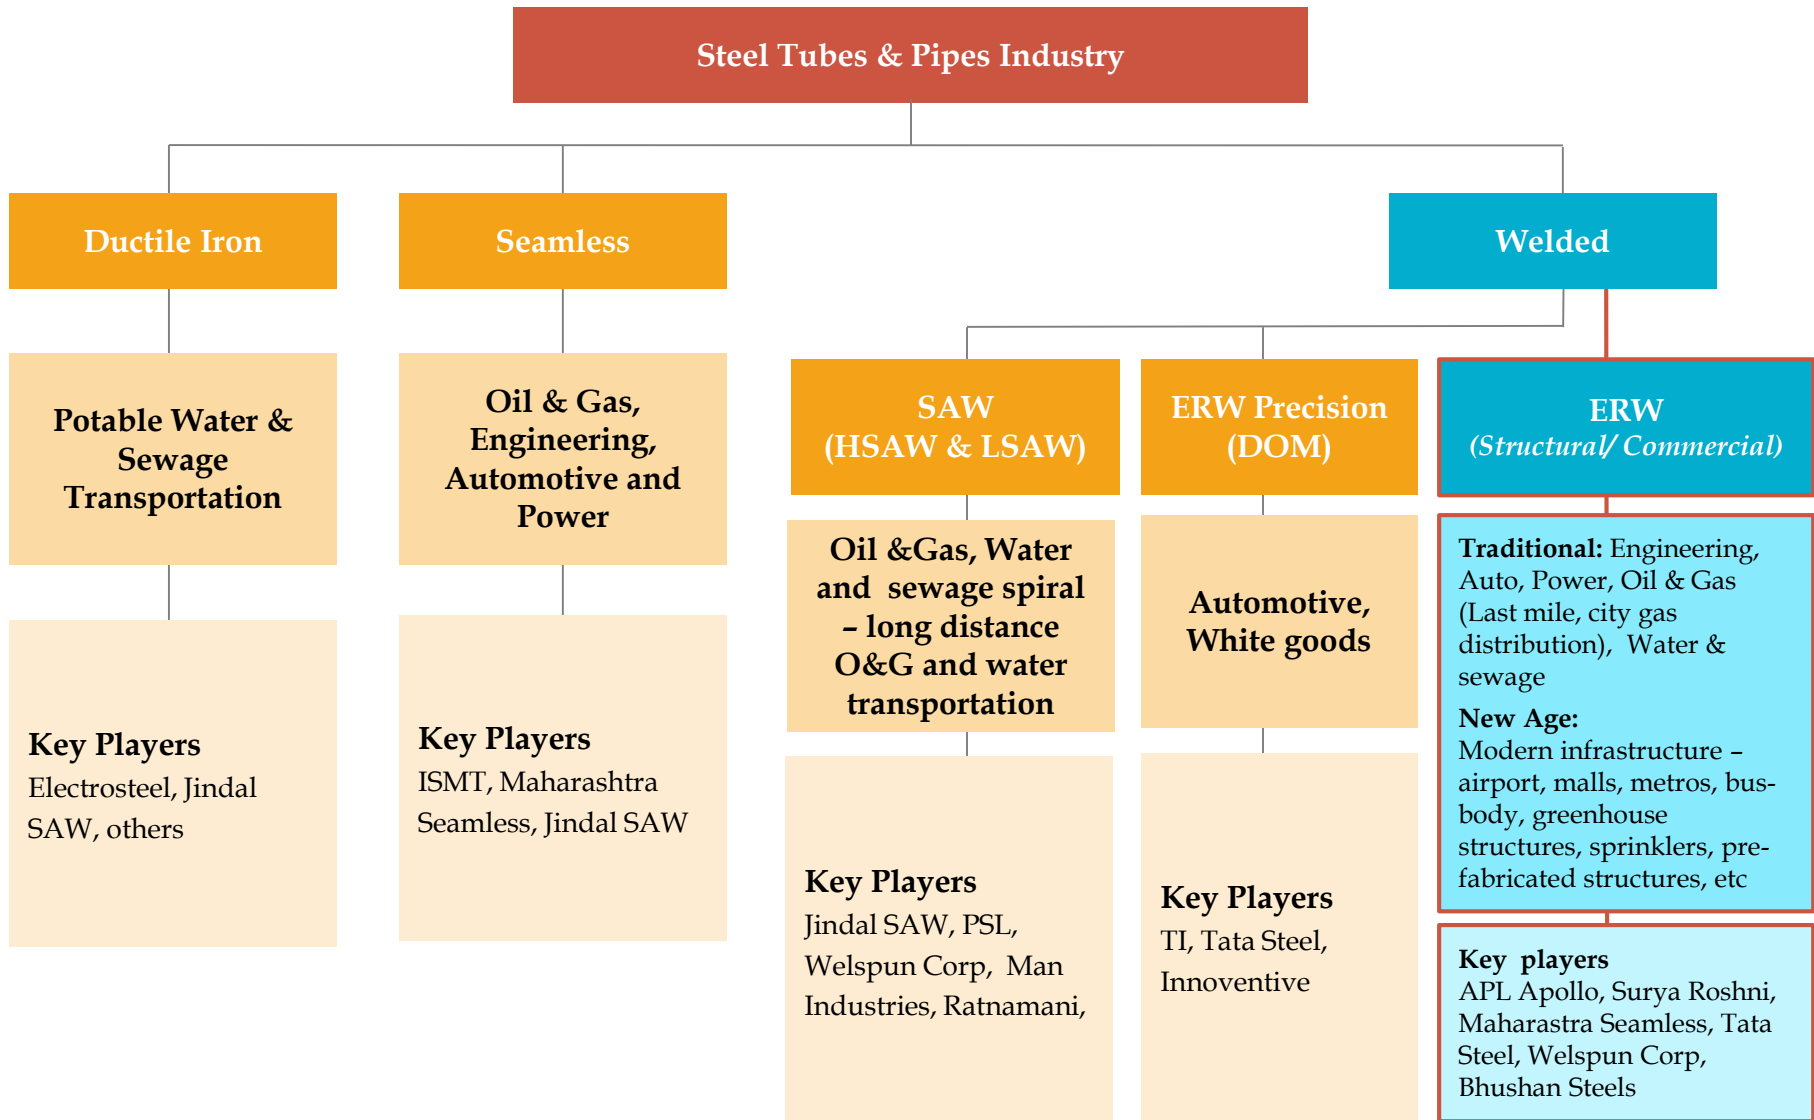 Steel Tubes & Pipes Industry
Ductile Iron
Seamless
Welded
Potable Water &
Sewage
Transportation
Oil & Gas,
Engineering,
Automotive and
Power
SAW
(HSAW & LSAW)
ERW Precision
(DOM)
ERW
(Structural/ Commercial)
Oil &Gas, Water
and sewage spiral
– long distance
O&G and water
transportation
Automotive,
White goods
Traditional: Engineering,
Auto, Power, Oil & Gas
(Last mile, city gas
distribution), Water &
sewage
New Age:
Modern infrastructure –
airport, malls, metros, bus-
body, greenhouse
structures, sprinklers, pre-
fabricated structures, etc
Key Players
Electrosteel, Jindal
SAW, others
Key Players
ISMT, Maharashtra
Seamless, Jindal SAW
Key Players
Jindal SAW, PSL,
Welspun Corp, Man
Industries, Ratnamani,
Key Players
TI, Tata Steel,
Innoventive
Key players
APL Apollo, Surya Roshni,
Maharastra Seamless, Tata
Steel, Welspun Corp,
Bhushan Steels